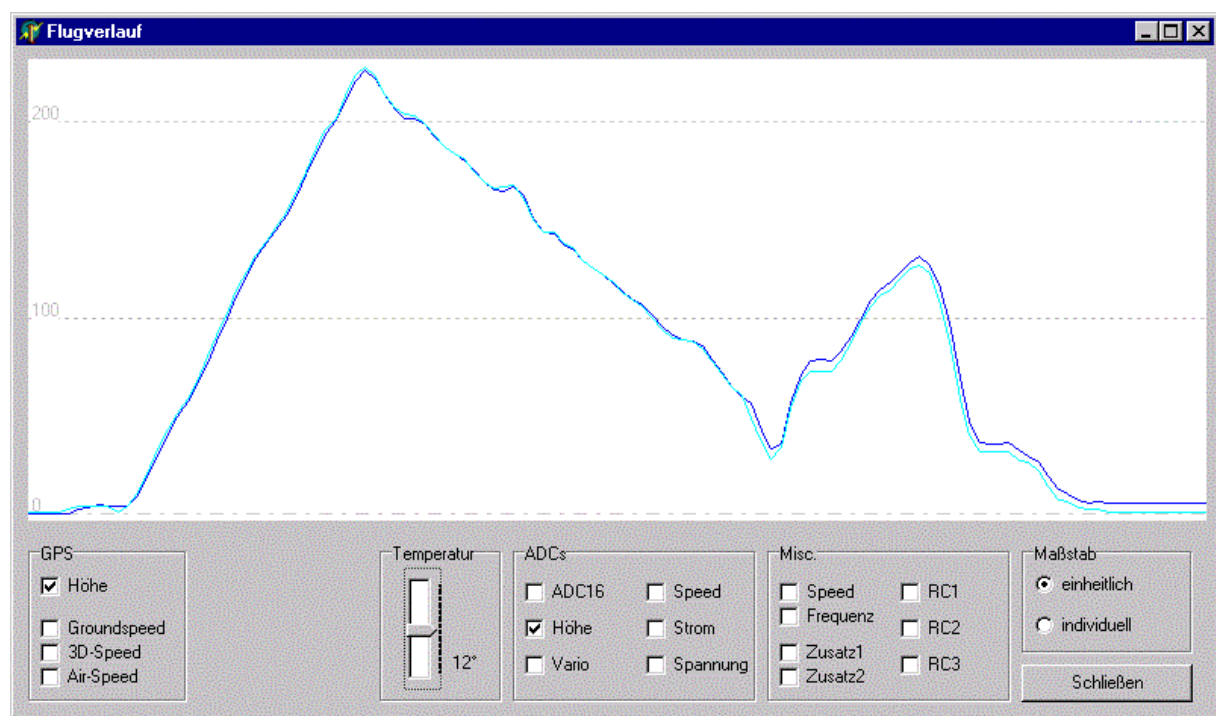 Flugverlauf
200
100
0
GPS
Höhe
Groundspeed
3D-Speed
Air-Speed
Temperatur
12°
ADCs
ADC16
Speed
Höhe
Strom
Vario
Spannung
Misc.
Speed
RC1
Frequenz
RC2
Zusatz1
RC3
Zusatz2
Maßstab
einheitlich
individuell
Schließen